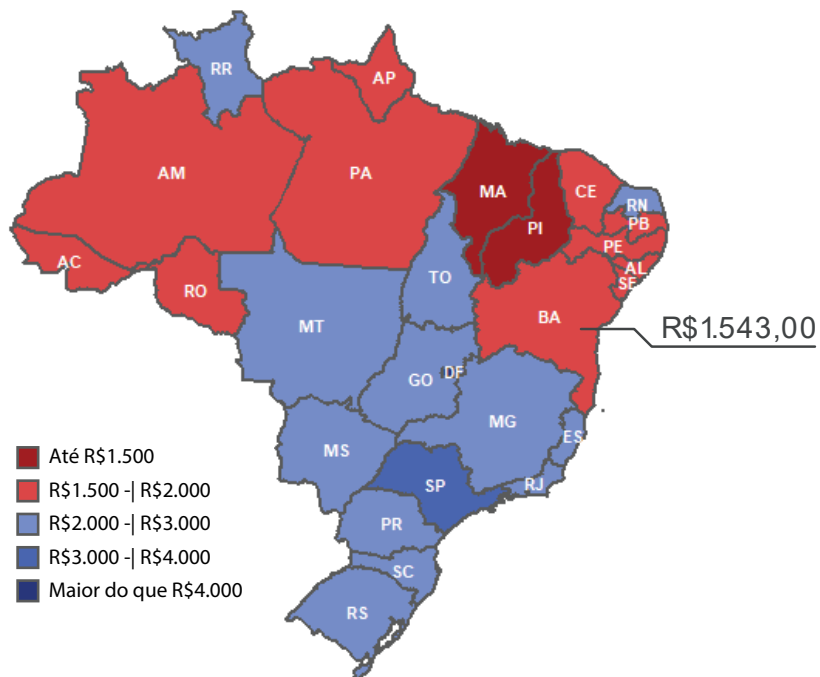 RR
AP
AM
PA
MA
CE
RN
PI
PB
PE
AC
AL
TO
SE
RO
BA
MT
R$1.543,00
DF
GO
MG
ES
MS
Até R$1.500
SP
RJ
R$1.500 -| R$2.000
R$2.000 -| R$3.000
PR
R$3.000 -| R$4.000
SC
Maior do que R$4.000
RS